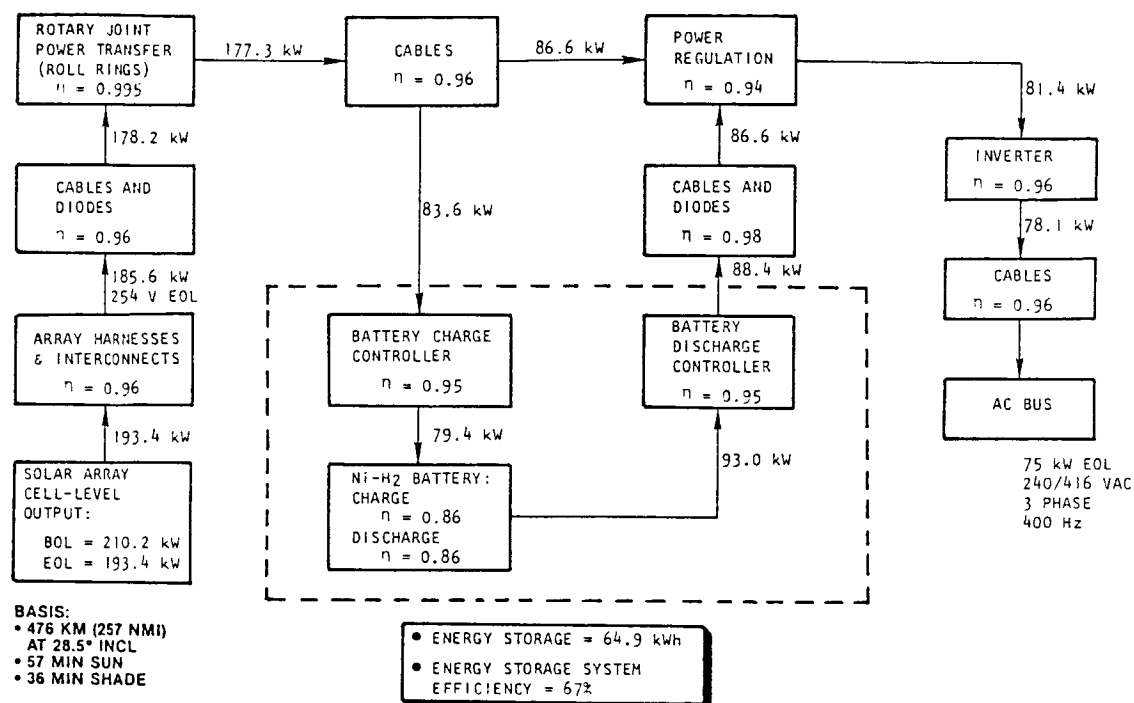 ROTARY JOINT
POWER TRANSFER
(ROLL RINGS)
η = 0.995
177.3 kW
CABLES
η = 0.96
86.6 kW
POWER
REGULATION
η = 0.94
81.4 kW
178.2 kW
CABLES AND
DIODES
η = 0.96
83.6 kW
86.6 kW
CABLES AND
DIODES
η = 0.98
INVERTER
η = 0.96
78.1 kW
185.6 kW
254 V EOL
88.4 kW
CABLES
η = 0.96
ARRAY HARNESSES
& INTERCONNECTS
η = 0.96
BATTERY CHARGE
CONTROLLER
η = 0.95
BATTERY
DISCHARGE
CONTROLLER
η = 0.95
AC BUS
193.4 kW
79.4 kW
93.0 kW
SOLAR ARRAY
CELL-LEVEL
OUTPUT:
BOL = 210.2 kW
EOL = 193.4 kW
Ni-H2 BATTERY:
CHARGE
η = 0.86
DISCHARGE
η = 0.86
75 kW EOL
240/416 VAC
3 PHASE
400 Hz
BASIS:
• 476 KM (257 NMI)
AT 28.5° INCL
• 57 MIN SUN
• 36 MIN SHADE
• ENERGY STORAGE = 64.9 kWh
• ENERGY STORAGE SYSTEM
EFFICIENCY = 67%